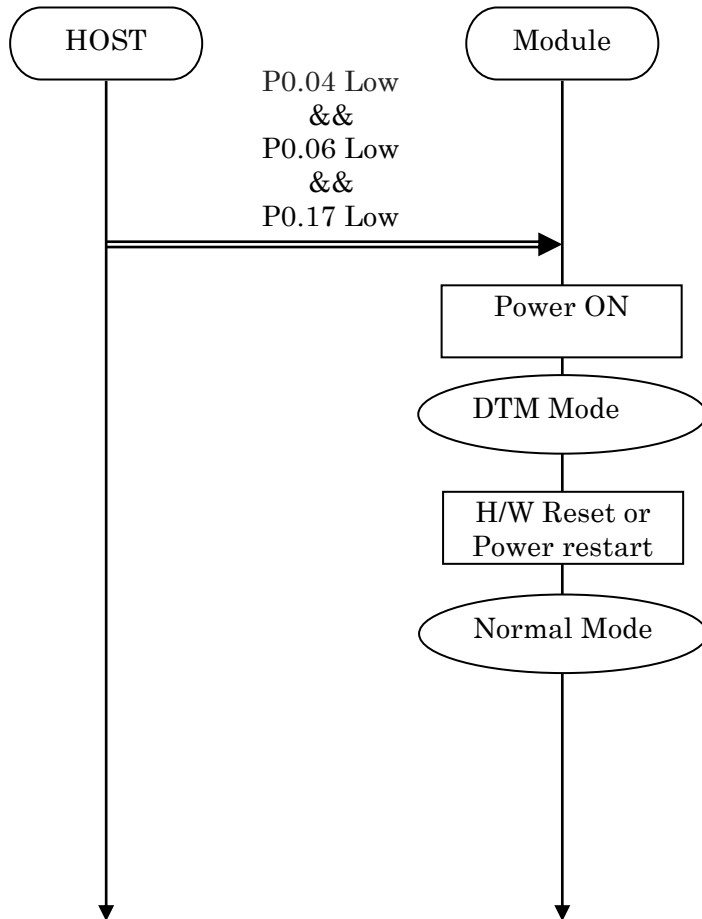 HOST
Module
P0.04 Low
&&
P0.06 Low
&&
P0.17 Low
Power ON
DTM Mode
H/W Reset or
Power restart
Normal Mode